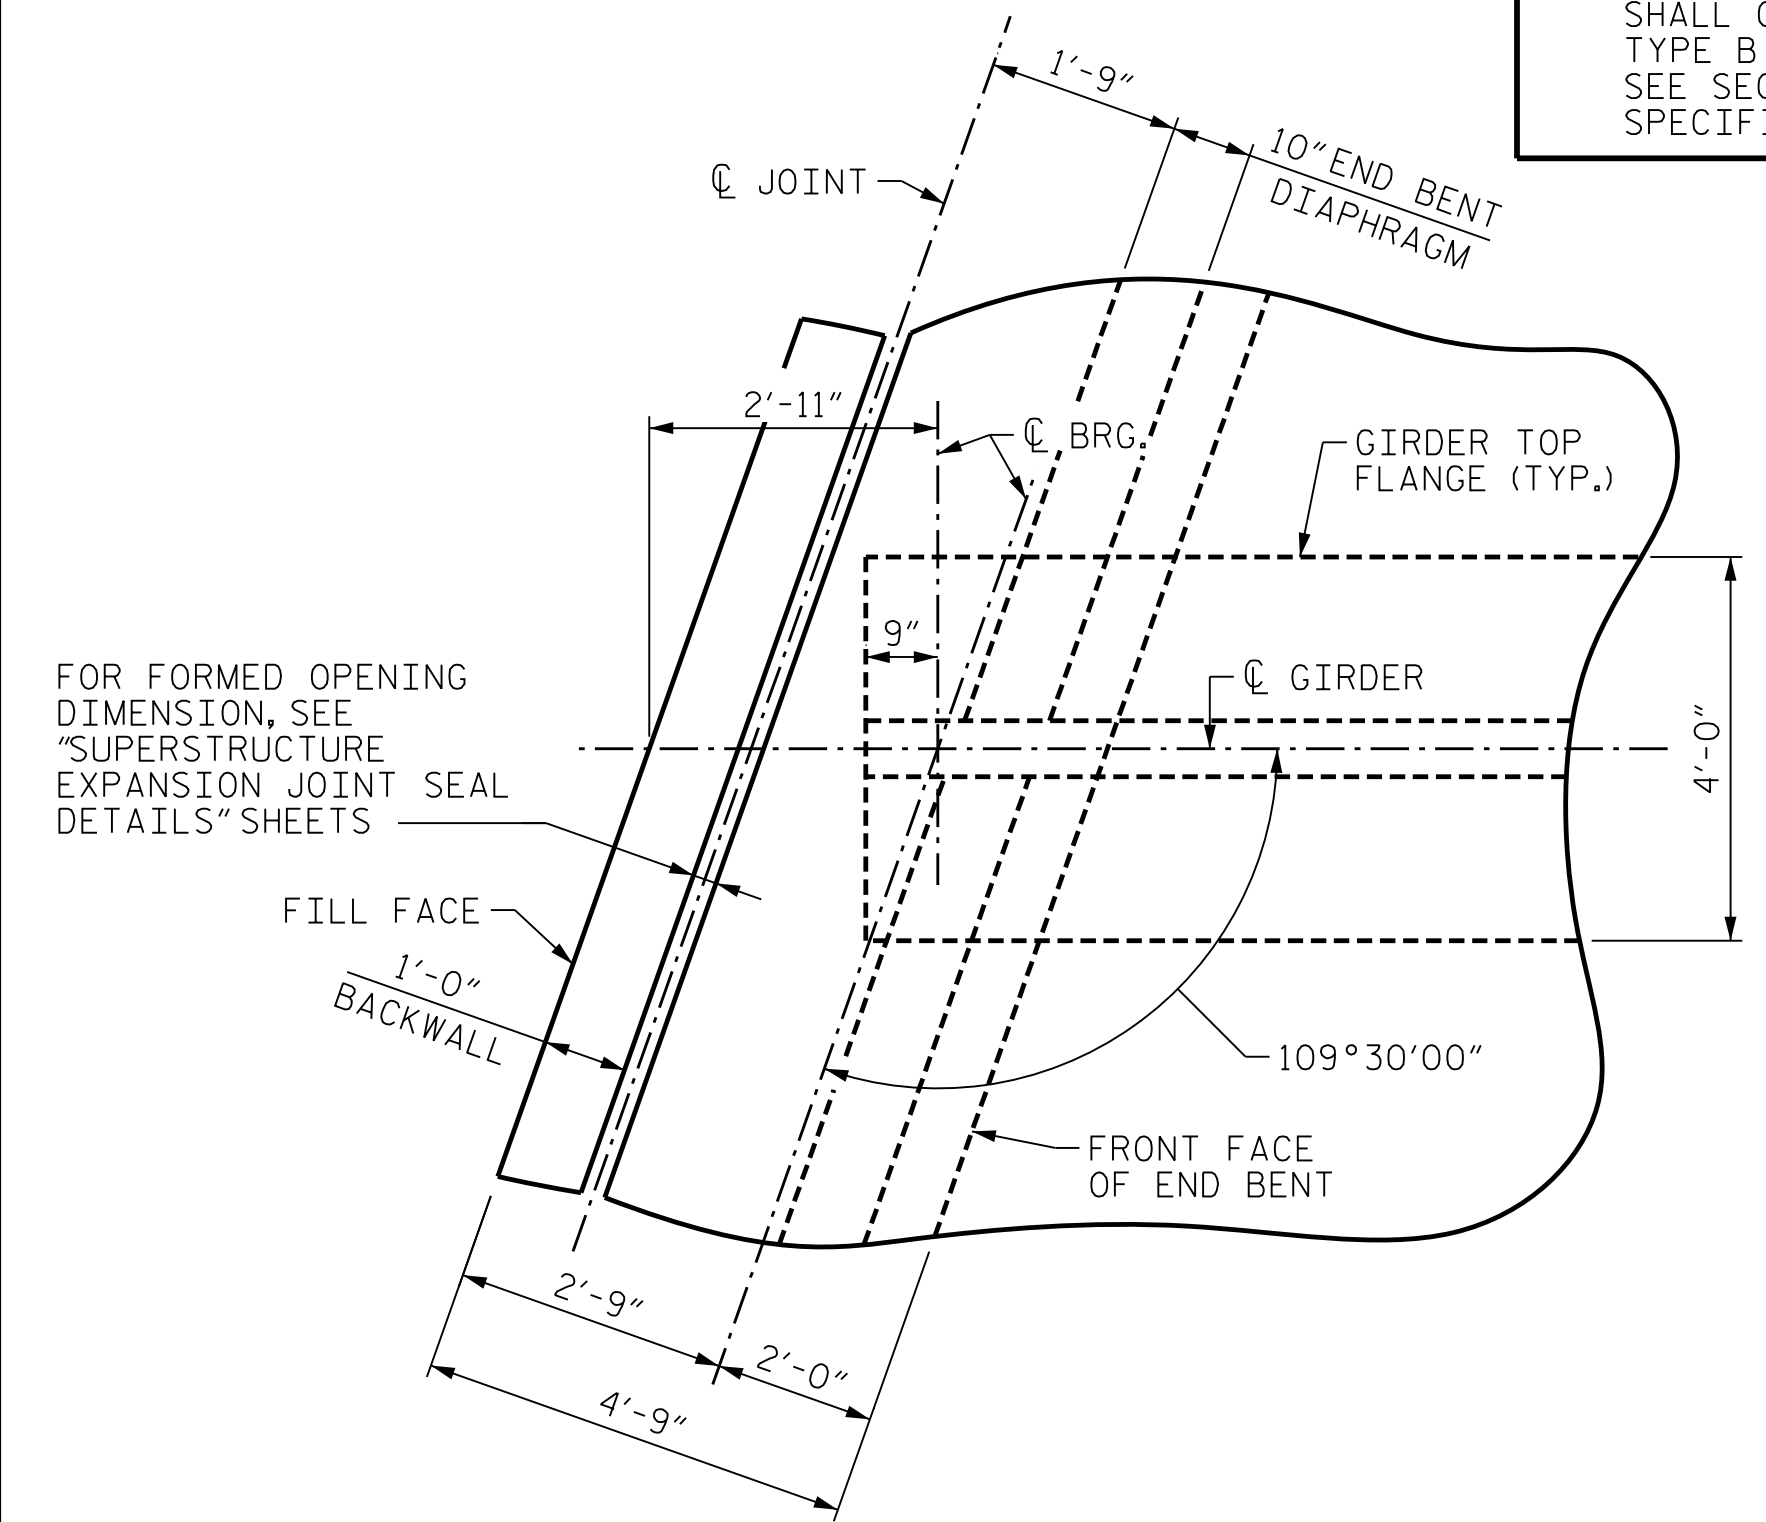 SHALL
TYPE B
SEE
1'-9"
10" END BENT
DIAPHRAGM
℄ JOINT
2'-11"
℄ BRG.
GIRDER TOP
FLANGE (TYP.)
9"
℄ GIRDER
4'-0"
FOR FORMED OPENING
DIMENSION, SEE
"SUPERSTRUCTURE
EXPANSION JOINT SEAL
DETAILS" SHEETS
FILL FACE
1'-0"
BACKWALL
109°30'00"
FRONT FACE
OF END BENT
2'-9"
2'-0"
4'-9"